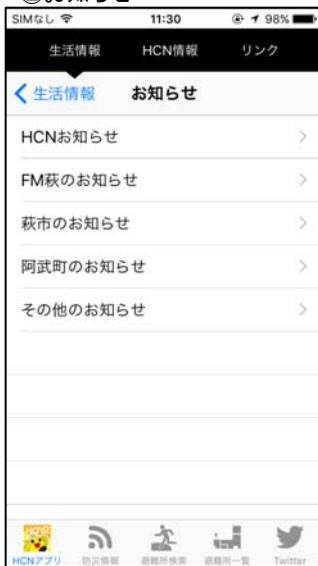 お知らせ
SIMなし 11:30 98%
生活情報 HCN情報 リンク
生活情報 お知らせ
HCNお知らせ
FM萩のお知らせ
萩市のお知らせ
阿武町のお知らせ
その他のお知らせ
HCNアプリ 防災情報 避難所検索 避難所一覧 Twitter